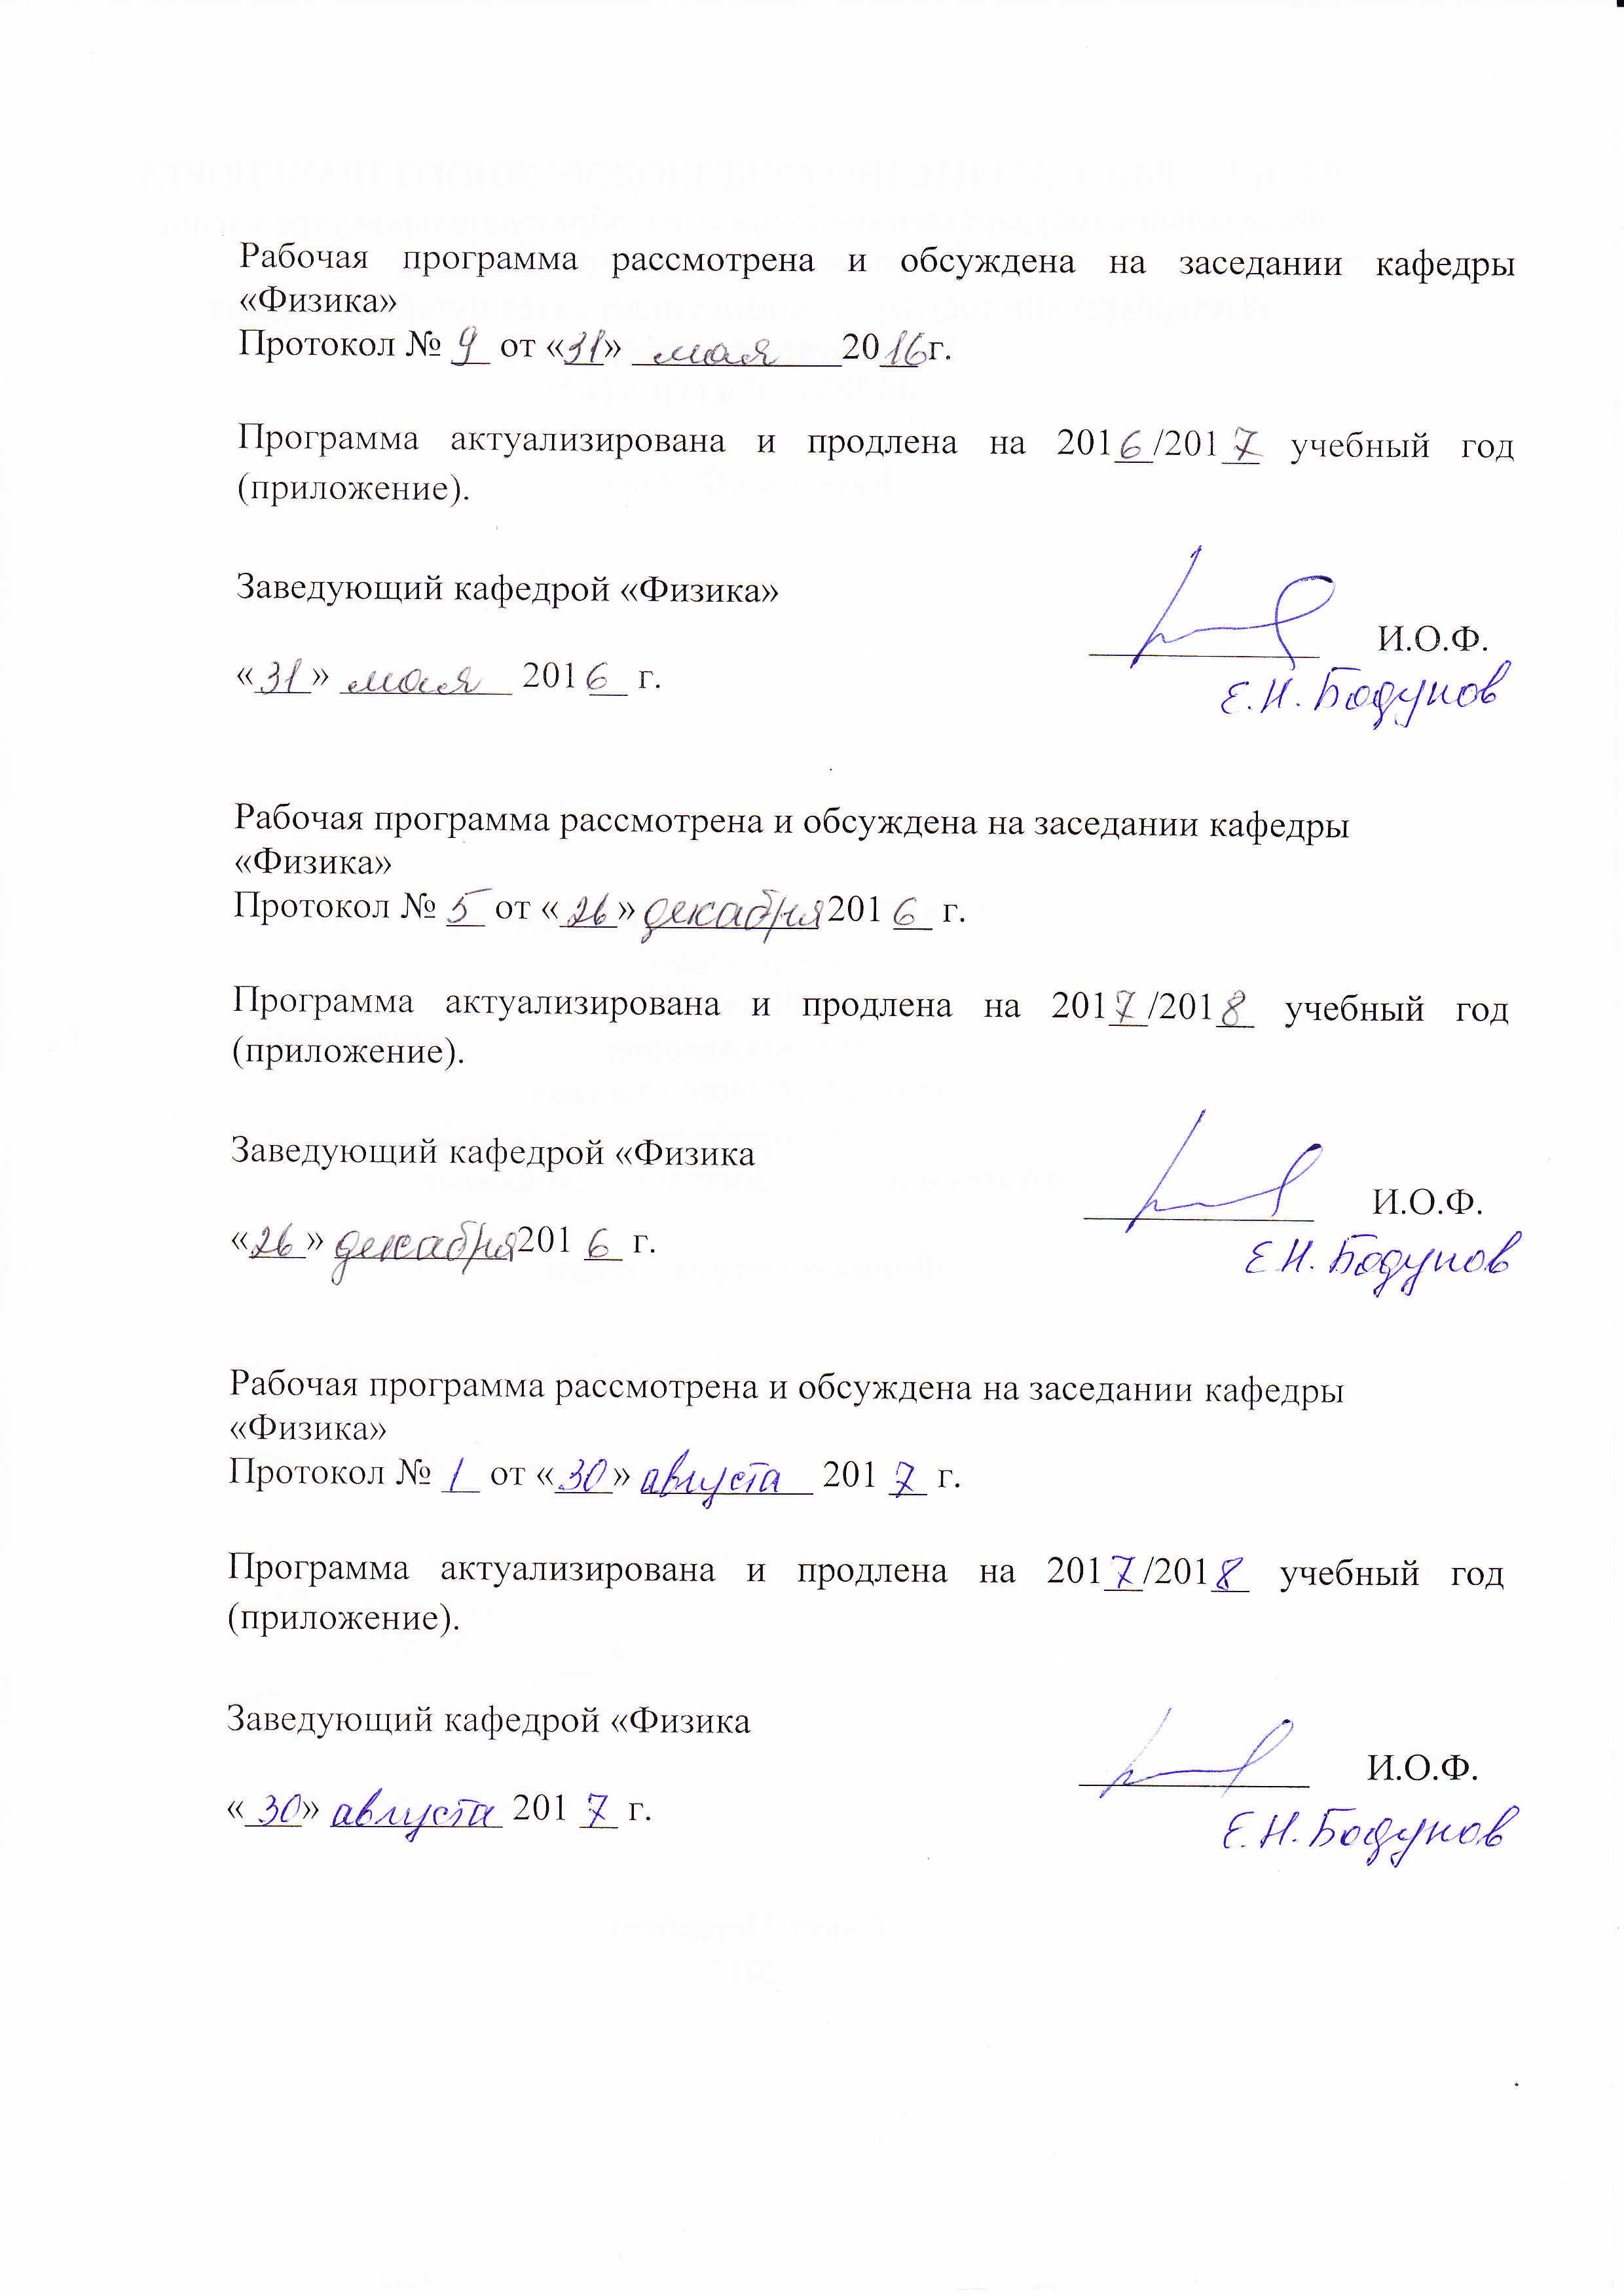 Рабочая программа рассмотрена и обсуждена на заседании кафедры
«Физика»
Протокол № 9 от «31» мая 2016г.
Программа актуализирована и продлена на 2016/2017 учебный год
(приложение).
Заведующий кафедрой «Физика»
И.О.Ф.
«31» мая 2016 г.
Е.Н. Бодунов
Рабочая программа рассмотрена и обсуждена на заседании кафедры
«Физика»
Протокол № 5 от «26» декабря 2016 г.
Программа актуализирована и продлена на 2017/2018 учебный год
(приложение).
Заведующий кафедрой «Физика
И.О.Ф.
«26» декабря 2016 г.
Е.Н. Бодунов
Рабочая программа рассмотрена и обсуждена на заседании кафедры
«Физика»
Протокол № 1 от «30» августа 2017 г.
Программа актуализирована и продлена на 2017/2018 учебный год
(приложение).
Заведующий кафедрой «Физика
И.О.Ф.
«30» августа 2017 г.
Е.Н. Бодунов